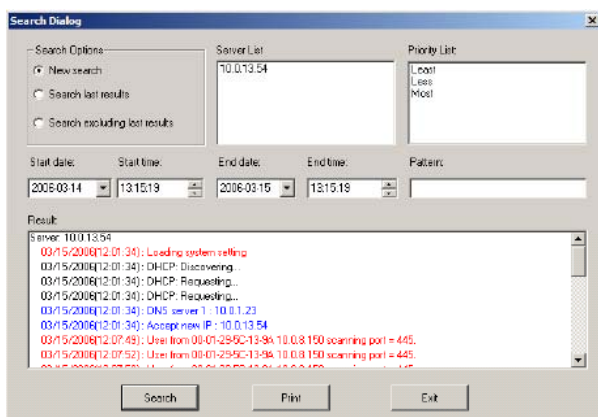 Search Dialog
Search Options
New search
Search last results
Search excluding last results
Server List
10.0.13.54
Priority List:
Least
Less
Most
Start date:
Start time:
End date:
End time:
Pattern:
2006-03-14
13:15:19
2006-03-15
13:15:19
Result:
Server: 10.0.13.54
03/15/2006(12:01:34) : Loading system setting
03/15/2006(12:01:34) : DHCP: Discovering...
03/15/2006(12:01:34) : DHCP: Requesting...
03/15/2006(12:01:34) : DHCP: Requesting...
03/15/2006(12:01:34) : DNS server 1 : 10.0.1.23
03/15/2006(12:01:34) : Accept new IP : 10.0.13.54
03/15/2006(12:07:49) : User from 00-01-29-5C-13-9A 10.0.8.150 scanning port = 445.
03/15/2006(12:07:52) : User from 00-01-29-5C-13-9A 10.0.8.150 scanning port = 445.
Search
Print
Exit